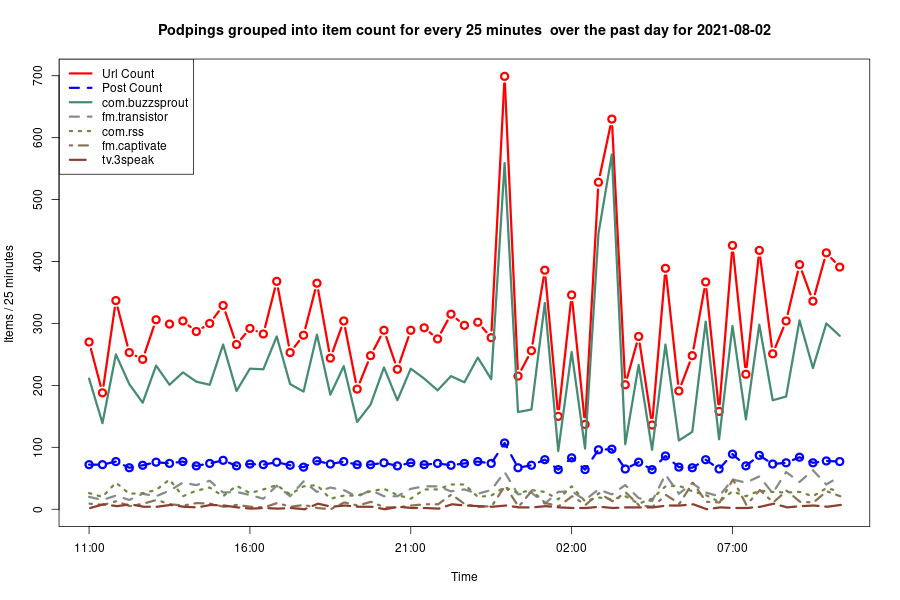 Podpings grouped into item count for every 25 minutes  over the past day for 2021-08-02
Url Count
Post Count
com.buzzsprout
fm.transistor
com.rss
fm.captivate
tv.3speak
Items / 25 minutes
700
600
500
400
300
200
100
0
11:00 16:00 21:00 02:00 07:00
Time